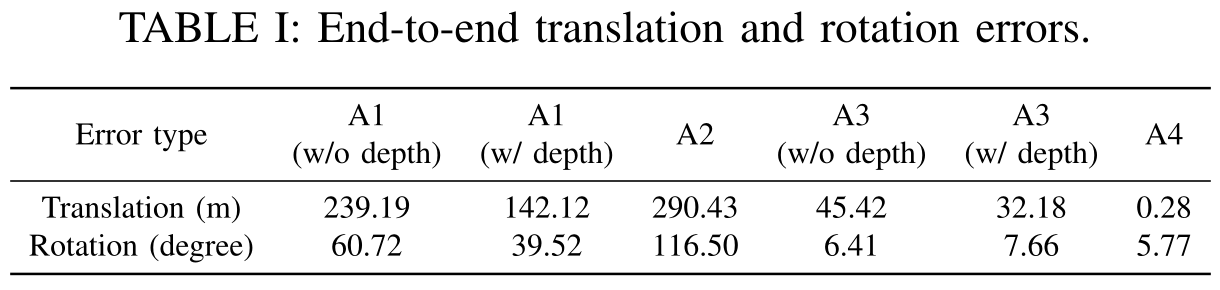 TABLE I: End-to-end translation and rotation errors.
Error type A1 (w/o depth) A1 (w/ depth) A2 A3 (w/o depth) A3 (w/ depth) A4
Translation (m) 239.19 142.12 290.43 45.42 32.18 0.28
Rotation (degree) 60.72 39.52 116.50 6.41 7.66 5.77